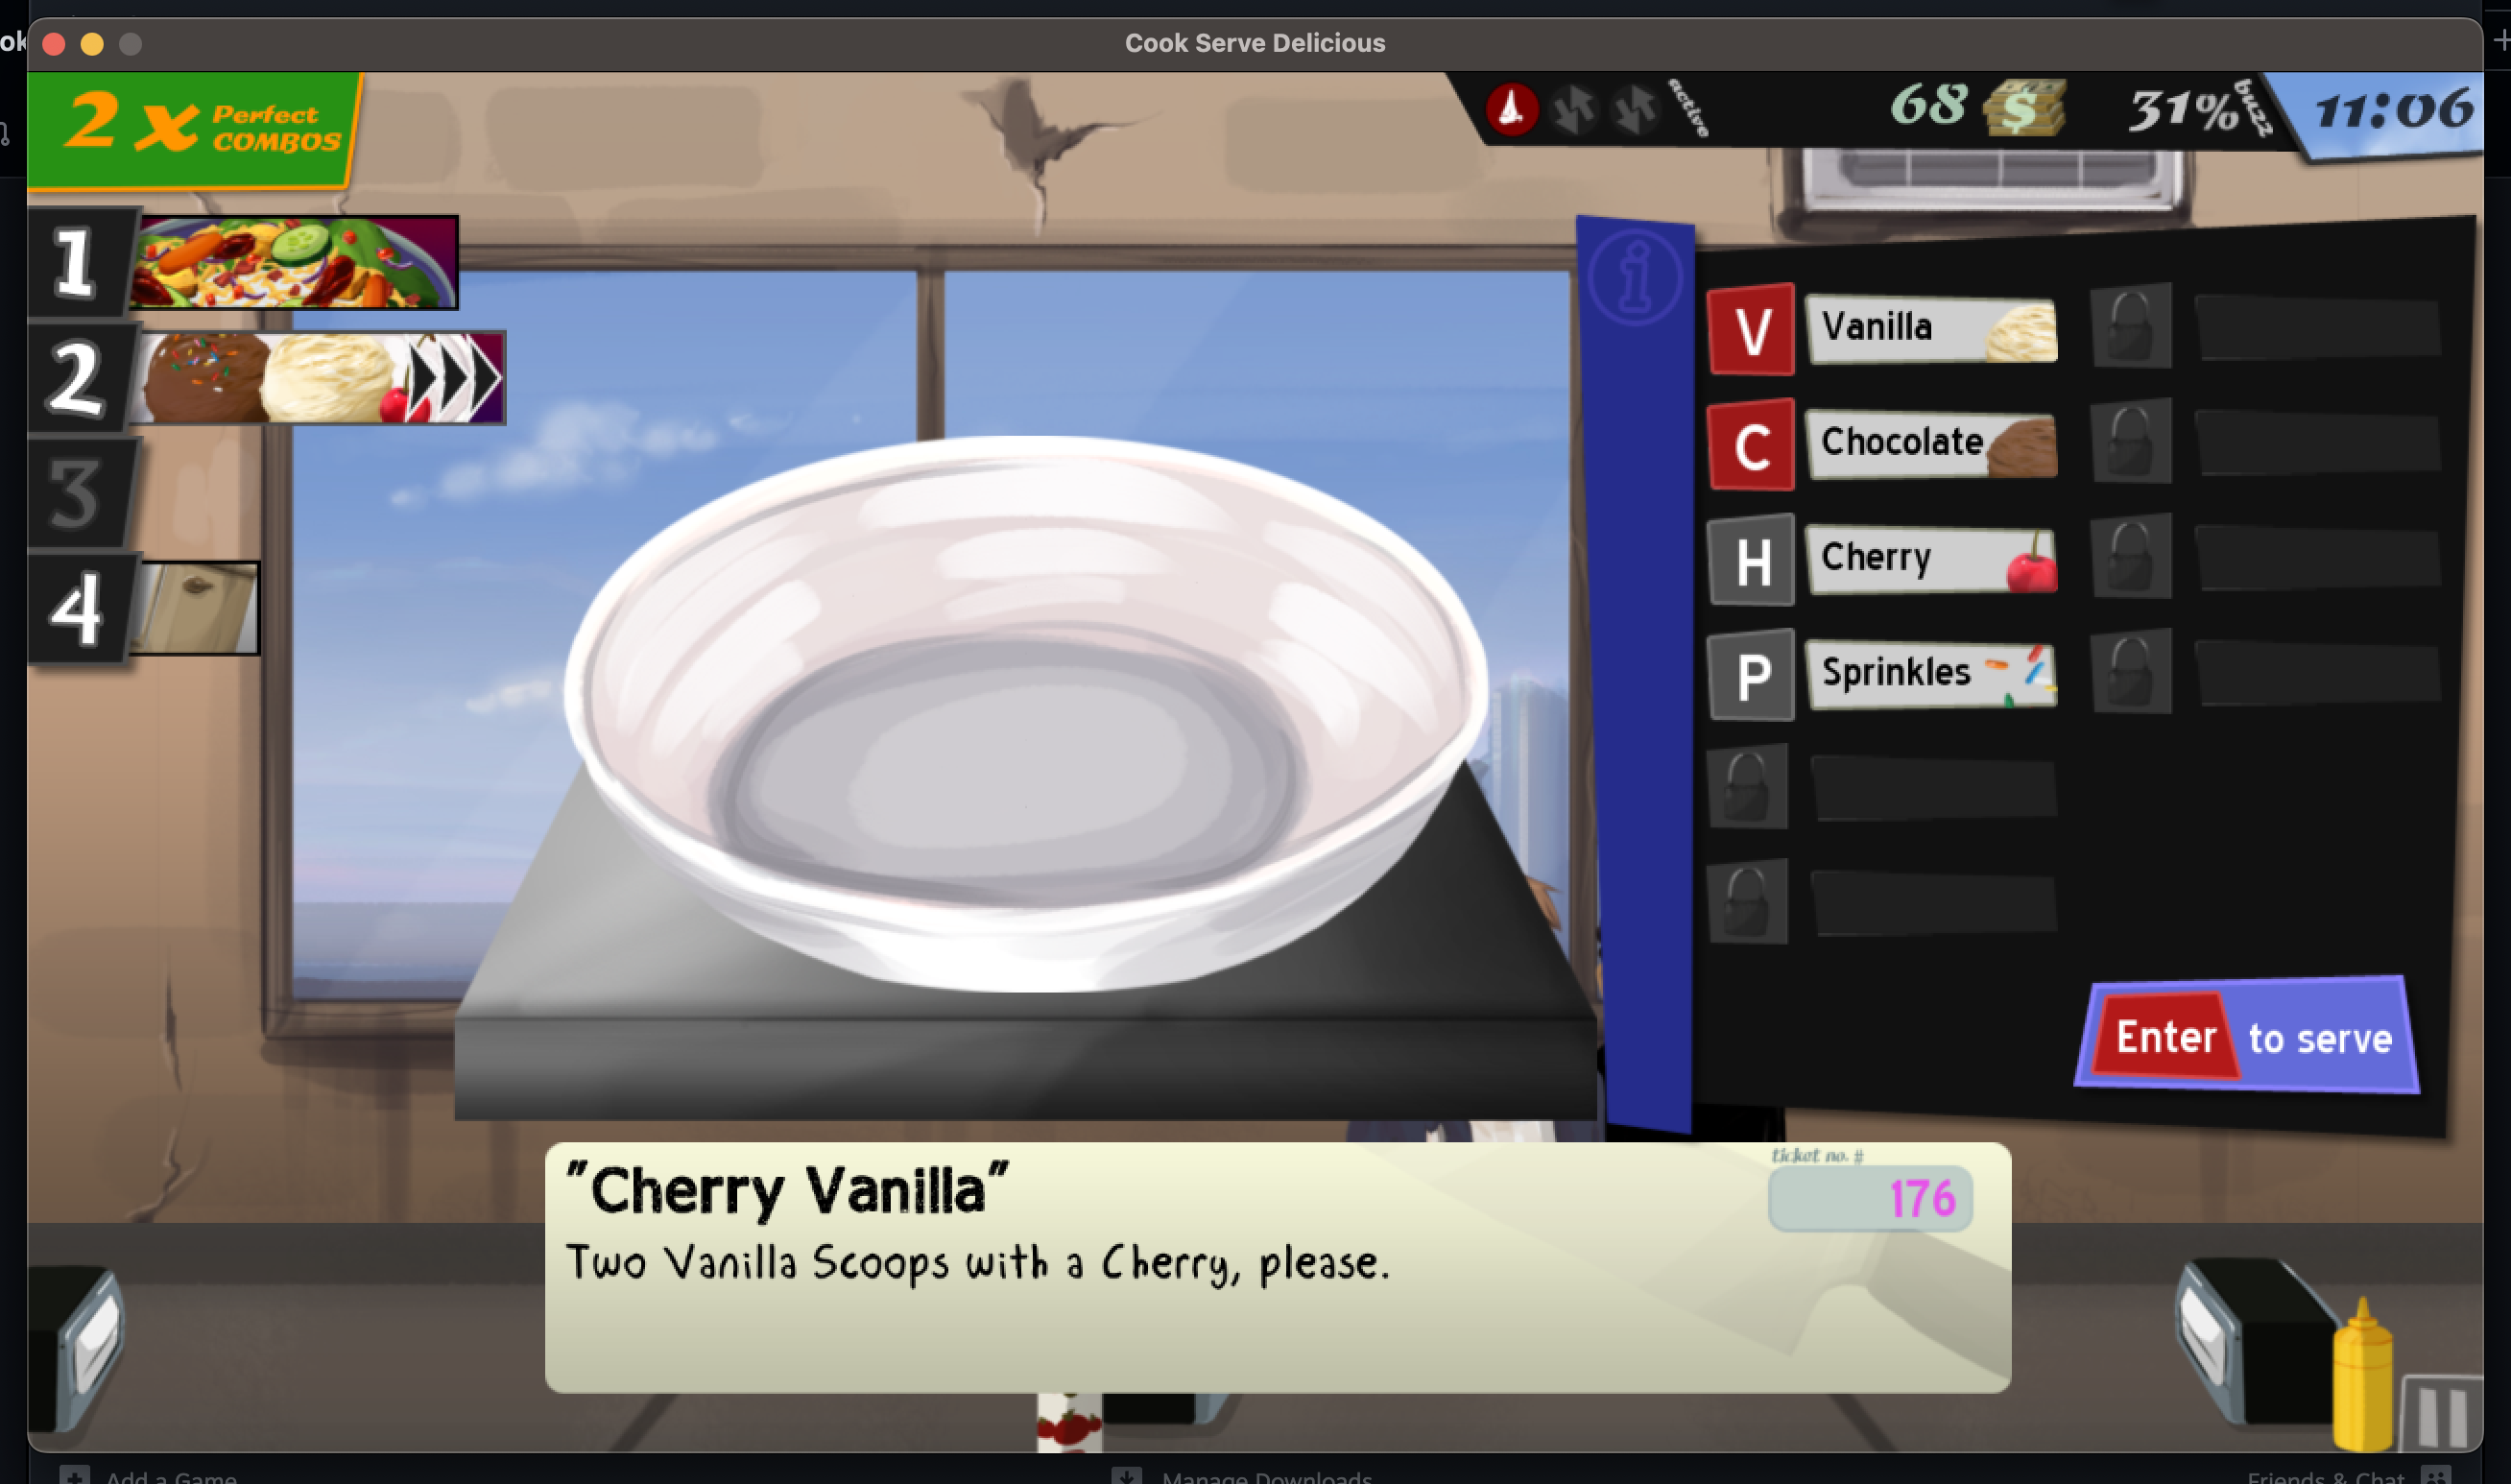 ok
Cook Serve Delicious
2 x Perfect
COMBOS
active
68 $
31% buzz
11:06
1
2
3
4
i
V Vanilla
C Chocolate
H Cherry
P Sprinkles
Enter to serve
"Cherry Vanilla"
ticket no. #
176
Two Vanilla Scoops with a Cherry, please.
Add a Game
Manage Downloads
Friends & Chat